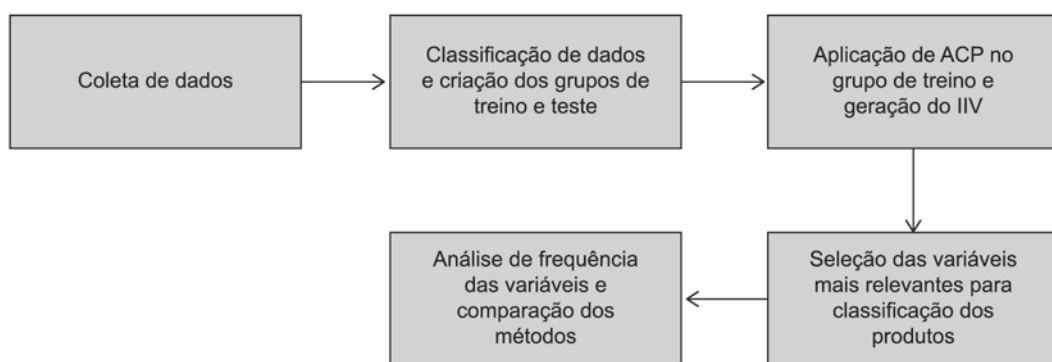 Coleta de dados
Classificação de dados
e criação dos grupos de
treino e teste
Aplicação de ACP no
grupo de treino e
geração do IIV
Seleção das variáveis
mais relevantes para
classificação dos
produtos
Análise de frequência
das variáveis e
comparação dos
métodos